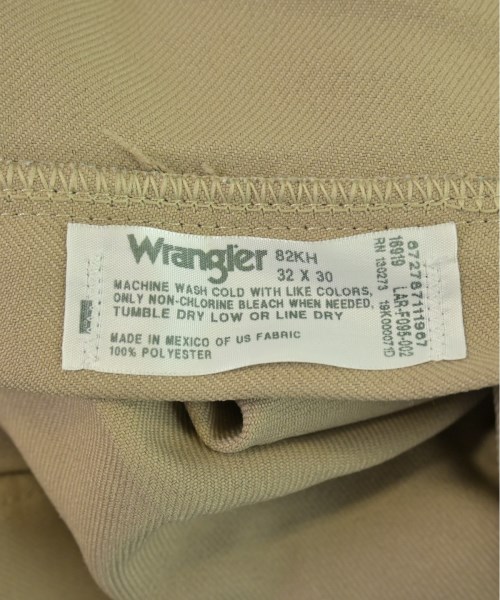 Wrangler 82KH
32 X 30
MACHINE WASH COLD WITH LIKE COLORS,
ONLY NON-CHLORINE BLEACH WHEN NEEDED,
TUMBLE DRY LOW OR LINE DRY
MADE IN MEXICO OF US FABRIC
100% POLYESTER
672787111967
16919 LAR-F095-002
RN 130273 19K000071D